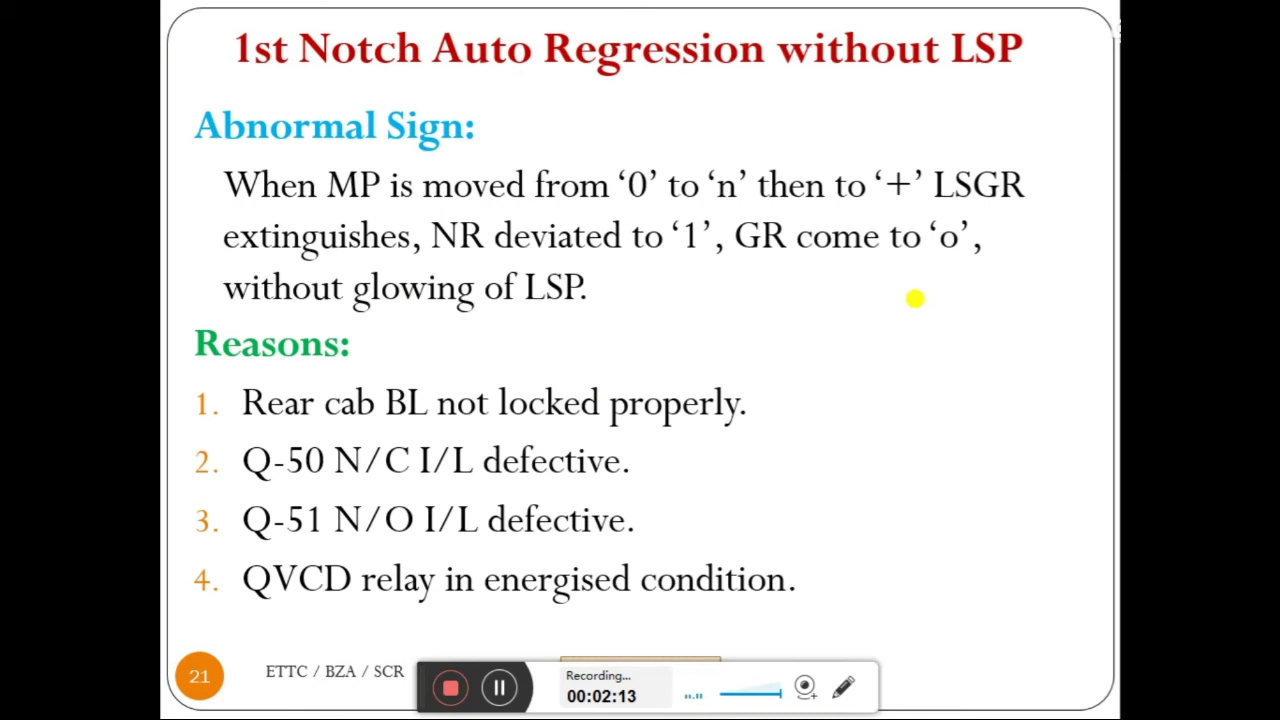 1st Notch Auto Regression without LSP
Abnormal Sign:
When MP is moved from ‘0’ to ‘n’ then to ‘+’ LSGR
extinguishes, NR deviated to ‘1’, GR come to ‘o’,
without glowing of LSP.
Reasons:
1. Rear cab BL not locked properly.
2. Q-50 N/C I/L defective.
3. Q-51 N/O I/L defective.
4. QVCD relay in energised condition.
21
ETTC / BZA / SCR
Recording...
00:02:13